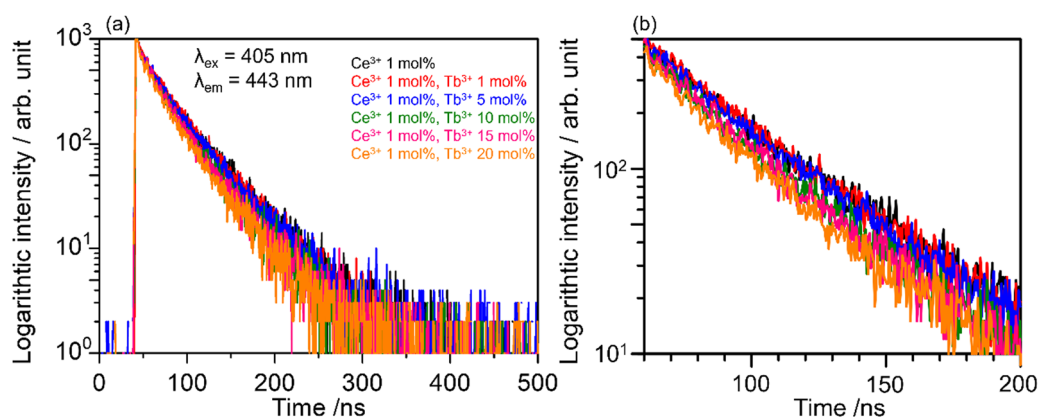 (a)
Logarithtic intensity / arb. unit
10³
10²
10¹
10⁰
λex = 405 nm
λem = 443 nm
Ce³⁺ 1 mol%
Ce³⁺ 1 mol%, Tb³⁺ 1 mol%
Ce³⁺ 1 mol%, Tb³⁺ 5 mol%
Ce³⁺ 1 mol%, Tb³⁺ 10 mol%
Ce³⁺ 1 mol%, Tb³⁺ 15 mol%
Ce³⁺ 1 mol%, Tb³⁺ 20 mol%
0 100 200 300 400 500
Time /ns
(b)
Logarithtic intensity / arb. unit
10²
10¹
100 150 200
Time /ns